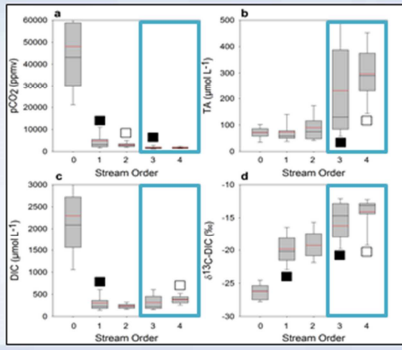 a
60000
50000
40000
30000
20000
10000
0
pCO2 (ppmv)
0 1 2 3 4
Stream Order
b
500
400
300
200
100
0
TA (μmol L-1)
0 1 2 3 4
Stream Order
c
3000
2500
2000
1500
1000
500
0
DIC (μmol L-1)
0 1 2 3 4
Stream Order
d
-10
-15
-20
-25
-30
δ13C-DIC (‰)
0 1 2 3 4
Stream Order